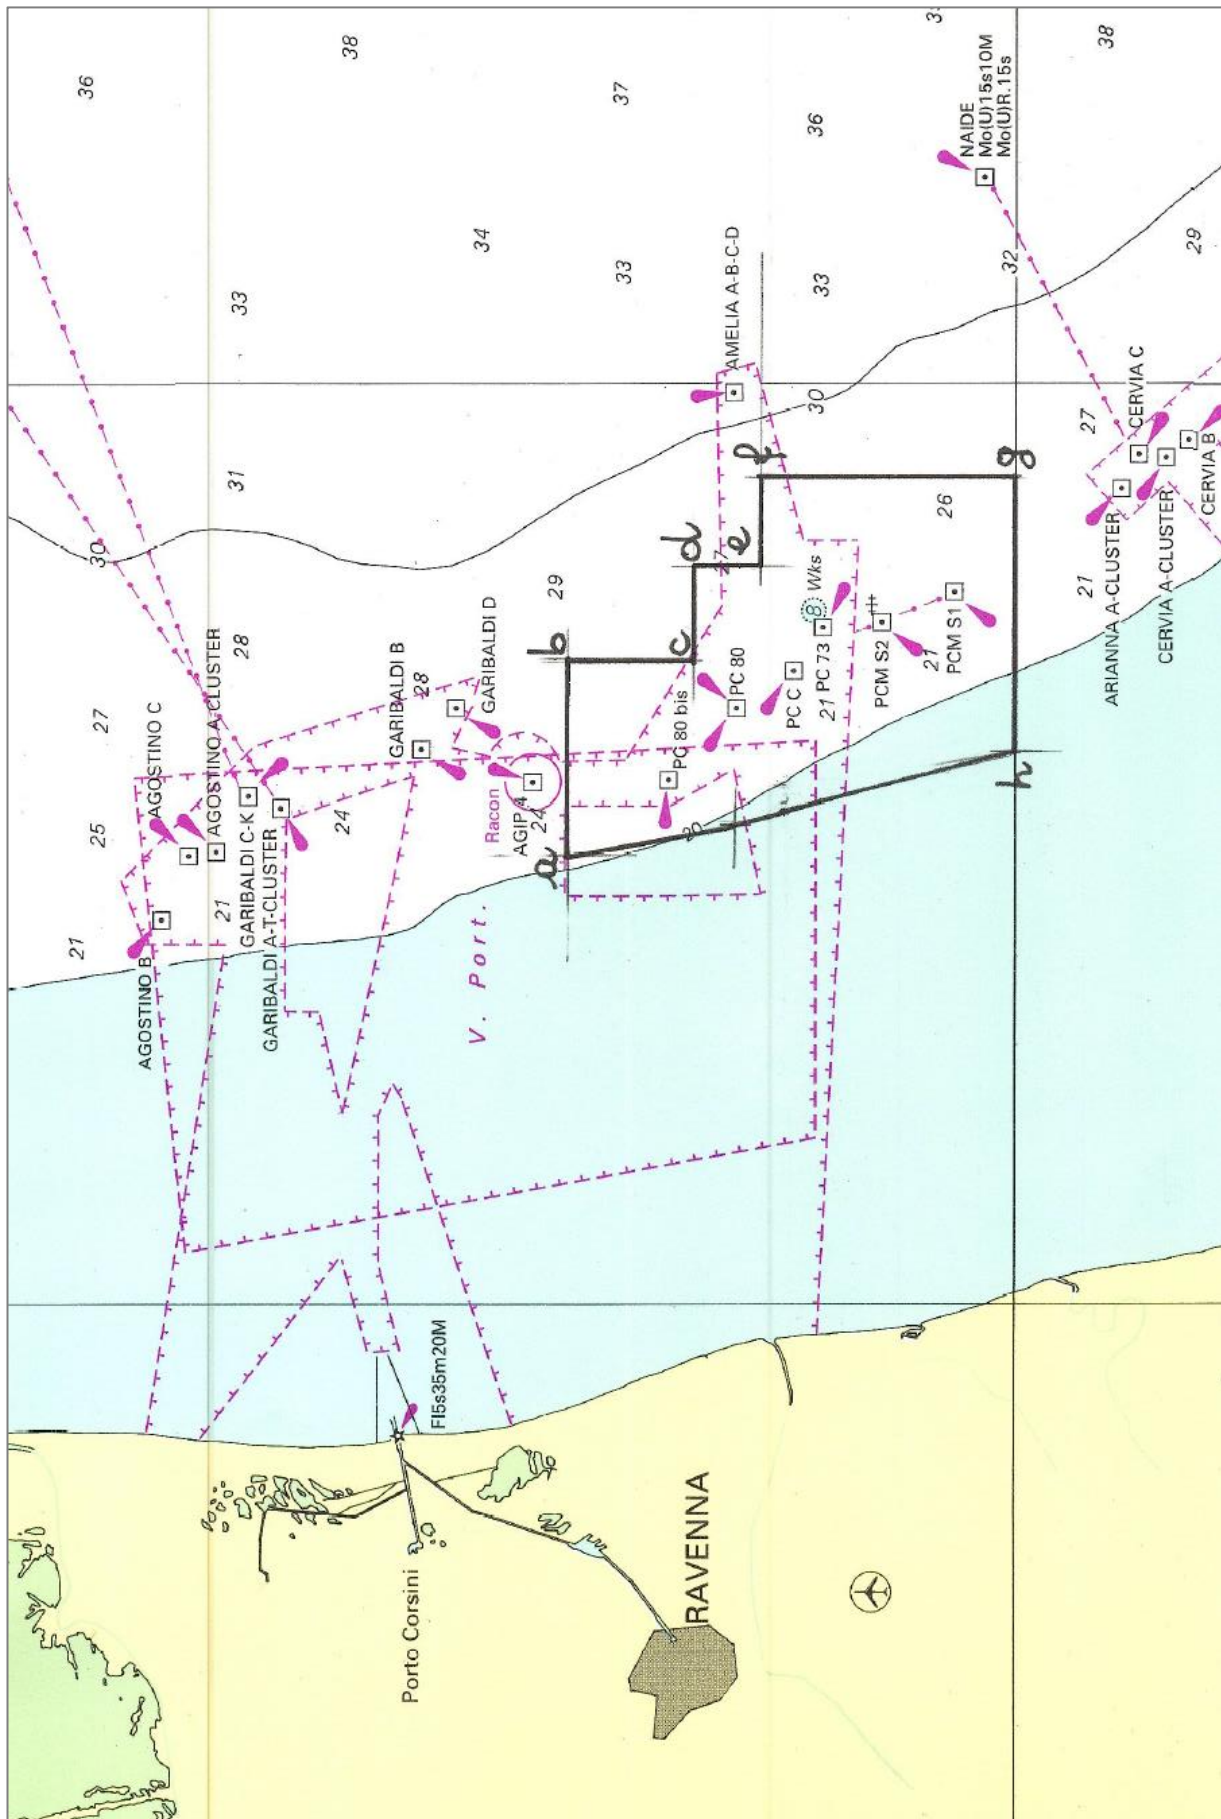 36
38
37
36
35
38
NAIDE
Mo(U)15s10M
Mo(U)R.15s
34
33
33
33
32
29
AMELIA A-B-C-D
31
30
30
27
CERVIA C
CERVIA B
CERVIA A-CLUSTER
ARIANNA A-CLUSTER
21
26
f
g
d
e
27
29
b
c
8 Wks
28
27
25
21
AGOSTINO C
AGOSTINO A-CLUSTER
AGOSTINO B
21
GARIBALDI C-K
GARIBALDI A-T-CLUSTER
24
GARIBALDI B
28
GARIBALDI D
Racon
AGIP 4
24
PC 80 bis
PC 80
PC C
PC 73
21
PCM S2
21
PCM S1
a
20
h
V. Port.
Fl5s35m20M
Porto Corsini
RAVENNA